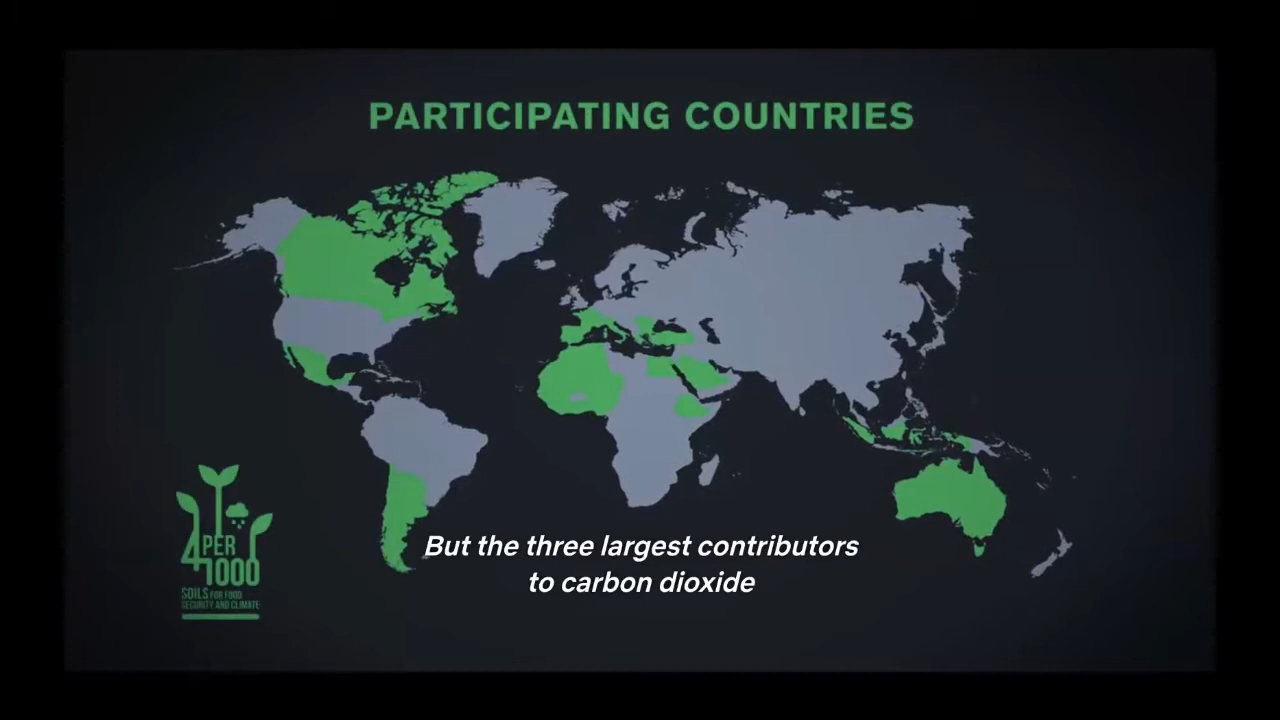 PARTICIPATING COUNTRIES
4 PER
1000
SOILS FOR FOOD
SECURITY AND CLIMATE
But the three largest contributors
to carbon dioxide